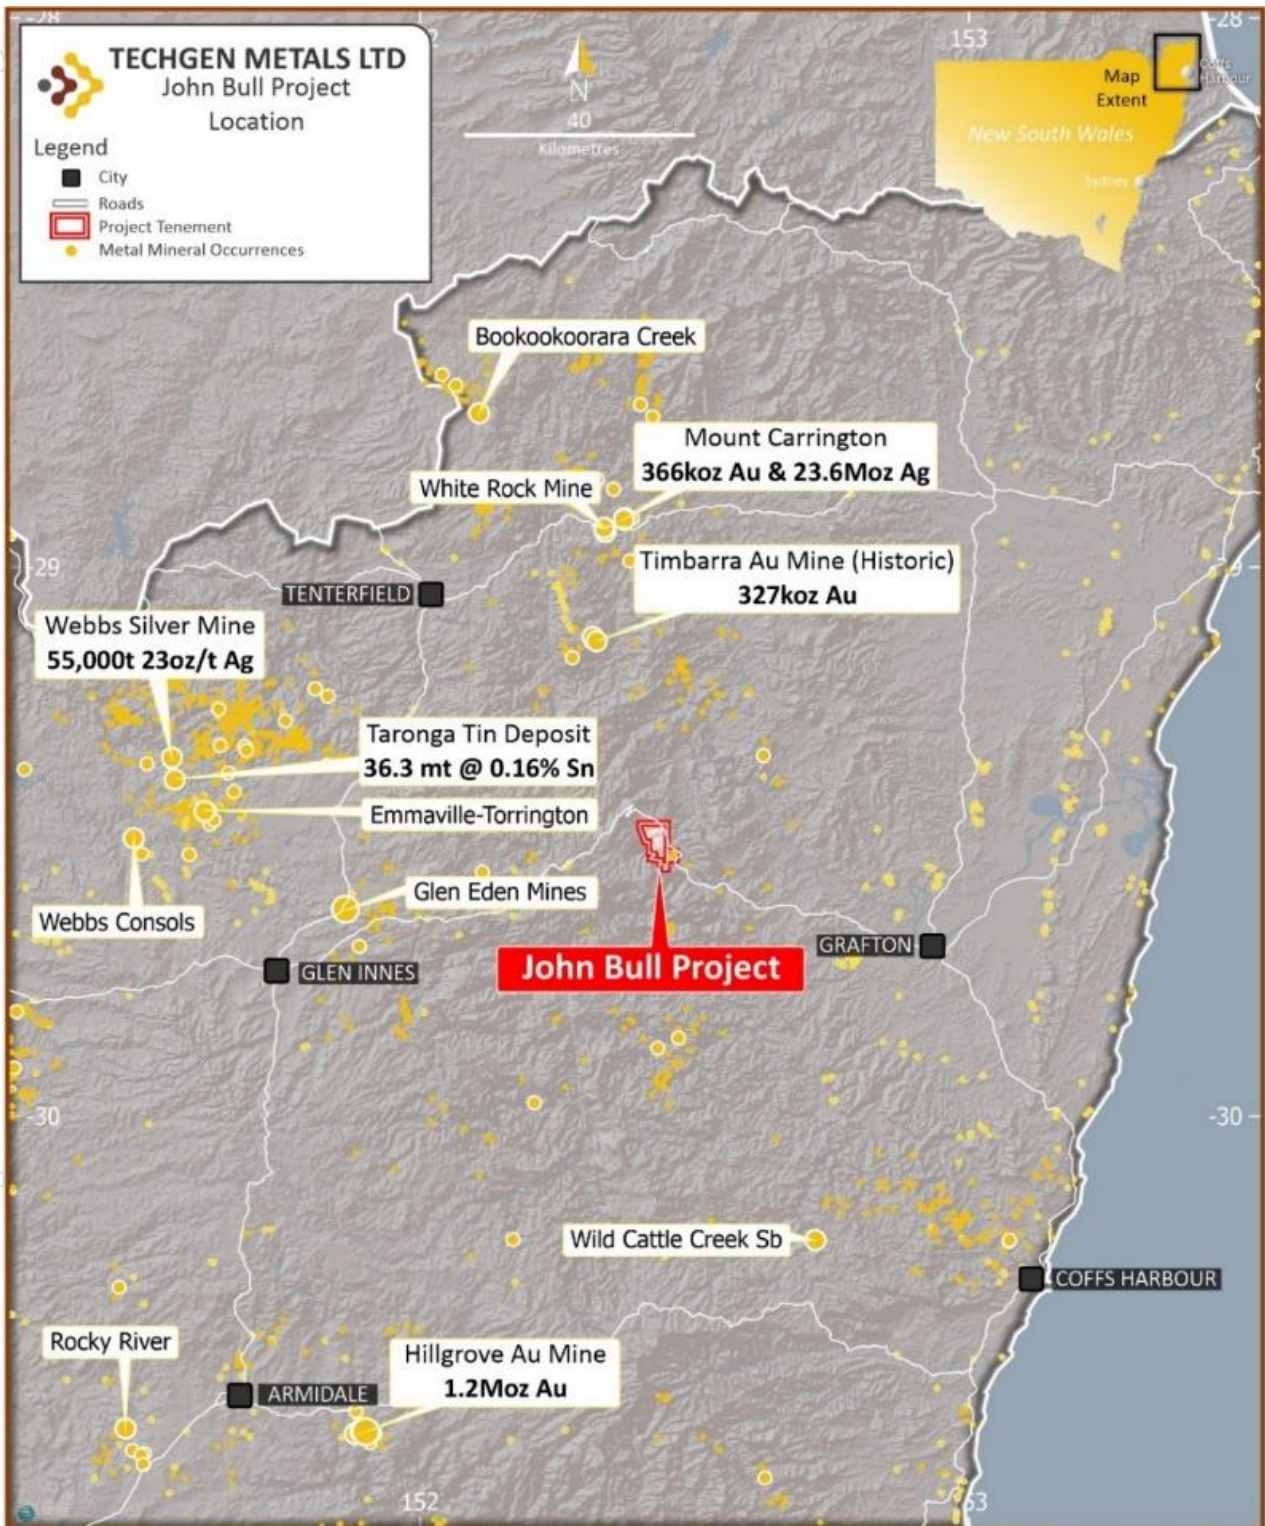 -28
152
153
-28
TECHGEN METALS LTD
John Bull Project
Location
Legend
City
Roads
Project Tenement
Metal Mineral Occurrences
N
40
Kilometres
Map
Extent
Coffs
Harbour
New South Wales
Sydney
Bookookoorara Creek
Mount Carrington
366koz Au & 23.6Moz Ag
White Rock Mine
-29
Timbarra Au Mine (Historic)
327koz Au
TENTERFIELD
Webbs Silver Mine
55,000t 23oz/t Ag
Taronga Tin Deposit
36.3 mt @ 0.16% Sn
Emmaville-Torrington
Glen Eden Mines
Webbs Consols
GRAFTON
John Bull Project
GLEN INNES
-30
-30
Wild Cattle Creek Sb
COFFS HARBOUR
Rocky River
Hillgrove Au Mine
1.2Moz Au
ARMIDALE
152